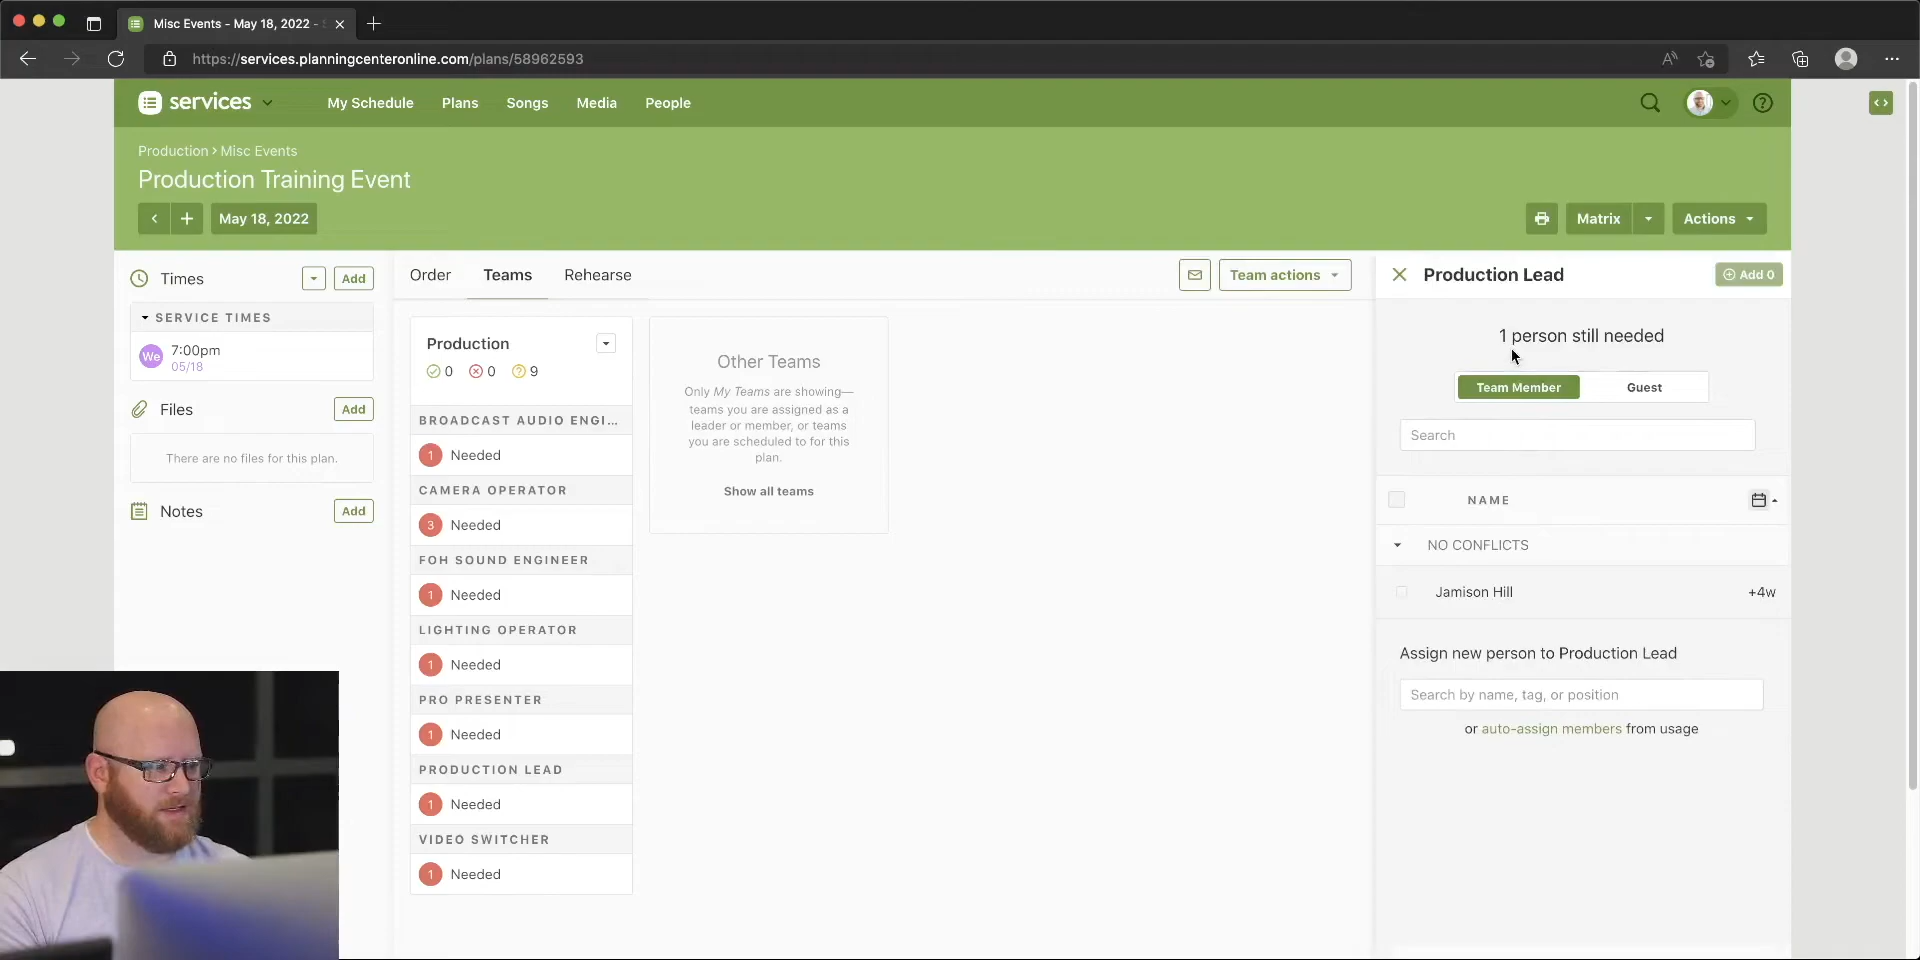 Misc Events - May 18, 2022 -
https://services.planningcenteronline.com/plans/58962593
services
My Schedule
Plans
Songs
Media
People
Production > Misc Events
Production Training Event
May 18, 2022
Matrix
Actions
Times
Add
SERVICE TIMES
We
7:00pm
05/18
Files
Add
There are no files for this plan.
Notes
Add
Order
Teams
Rehearse
Team actions
Production
0 0 9
BROADCAST AUDIO ENGI...
1 Needed
CAMERA OPERATOR
3 Needed
FOH SOUND ENGINEER
1 Needed
LIGHTING OPERATOR
1 Needed
PRO PRESENTER
1 Needed
PRODUCTION LEAD
1 Needed
VIDEO SWITCHER
1 Needed
Other Teams
Only My Teams are showing—
teams you are assigned as a
leader or member, or teams
you are scheduled to for this
plan.
Show all teams
Production Lead
Add 0
1 person still needed
Team Member
Guest
Search
NAME
NO CONFLICTS
Jamison Hill
+4w
Assign new person to Production Lead
Search by name, tag, or position
or auto-assign members from usage